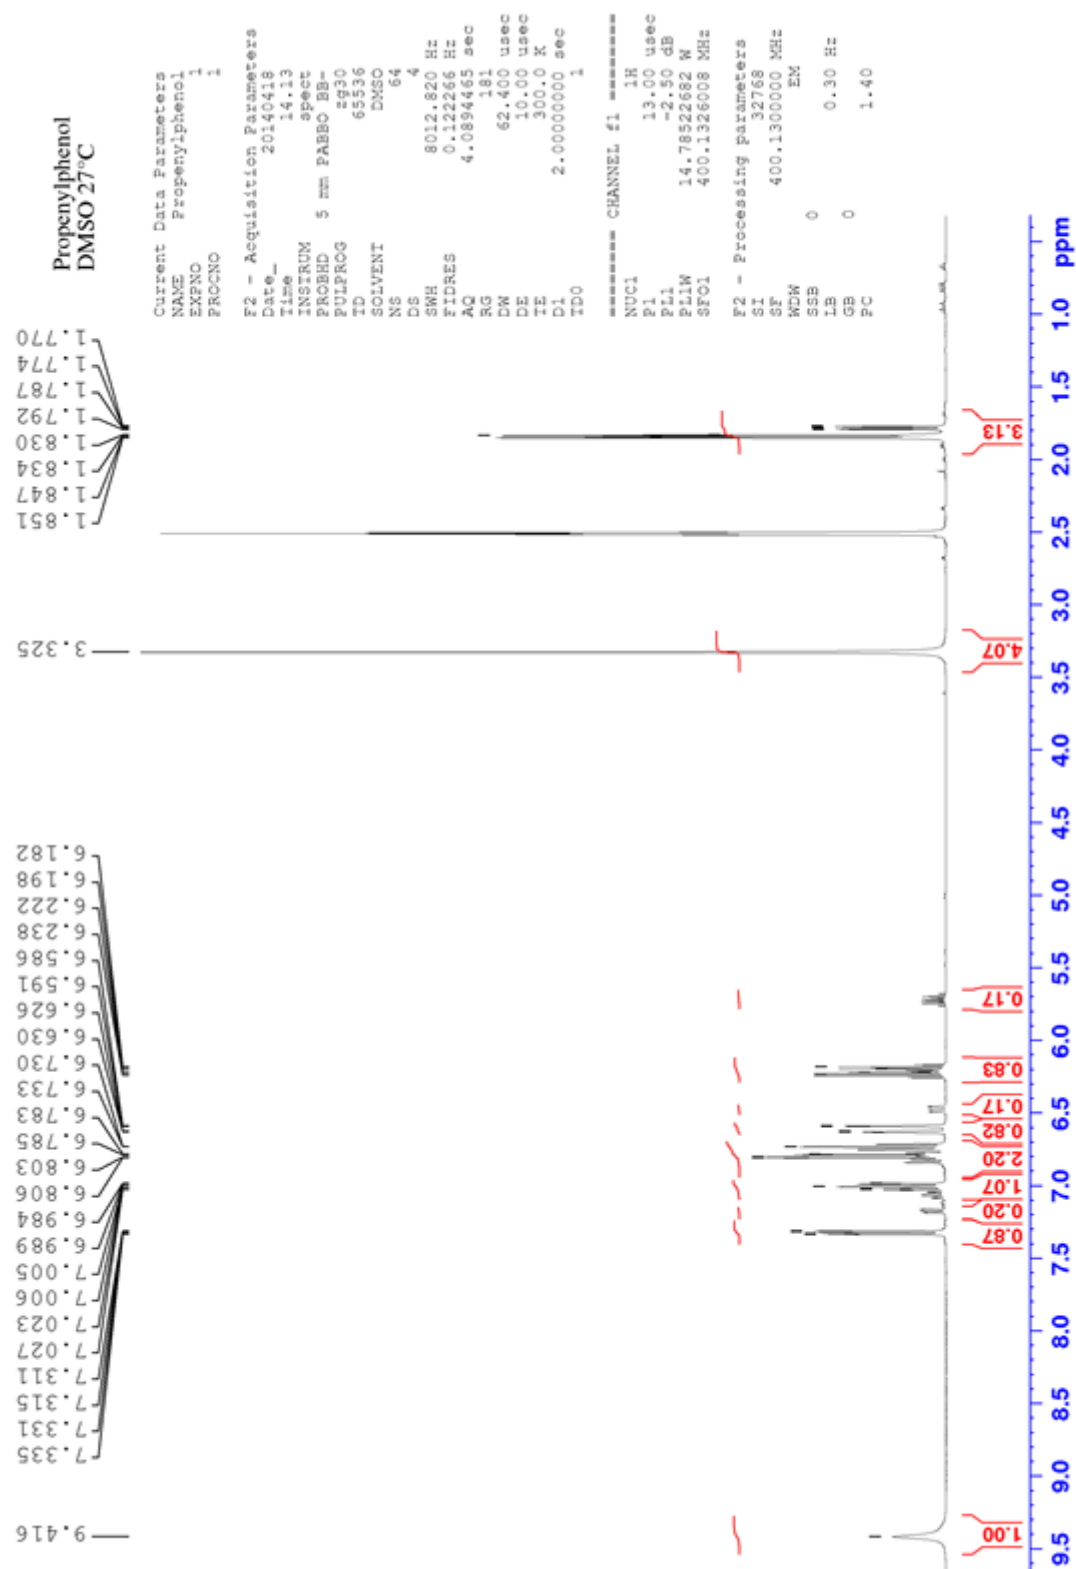 Propenylphenol
DMSO 27°C
Current Data Parameters
NAME Propenylphenol
EXPNO 1
PROCNO 1
F2 - Acquisition Parameters
Date_ 20140418
Time 14.13
INSTRUM spect
PROBHD 5 mm PABBO BB-
PULPROG zg30
TD 65536
SOLVENT DMSO
NS 64
DS 4
SWH 8012.820 Hz
FIDRES 0.122266 Hz
AQ 4.0894465 sec
RG 181
DW 62.400 usec
DE 10.00 usec
TE 300.0 K
D1 2.00000000 sec
TD0 1
======== CHANNEL f1 ========
NUC1 1H
P1 13.00 usec
PL1 -2.50 dB
PL1W 14.78522682 W
SFO1 400.1326008 MHz
F2 - Processing parameters
SI 32768
SF 400.1300000 MHz
WDW EM
SSB 0
LB 0.30 Hz
GB 0
PC 1.40
9.416
7.335
7.331
7.315
7.311
7.027
7.023
7.006
7.005
6.989
6.984
6.806
6.803
6.785
6.783
6.733
6.730
6.630
6.626
6.591
6.586
6.238
6.222
6.198
6.182
3.325
1.851
1.847
1.834
1.830
1.792
1.787
1.774
1.770
1.00
0.87
0.20
1.07
2.20
0.82
0.17
0.83
0.17
4.07
3.13
9.5 9.0 8.5 8.0 7.5 7.0 6.5 6.0 5.5 5.0 4.5 4.0 3.5 3.0 2.5 2.0 1.5 1.0 ppm